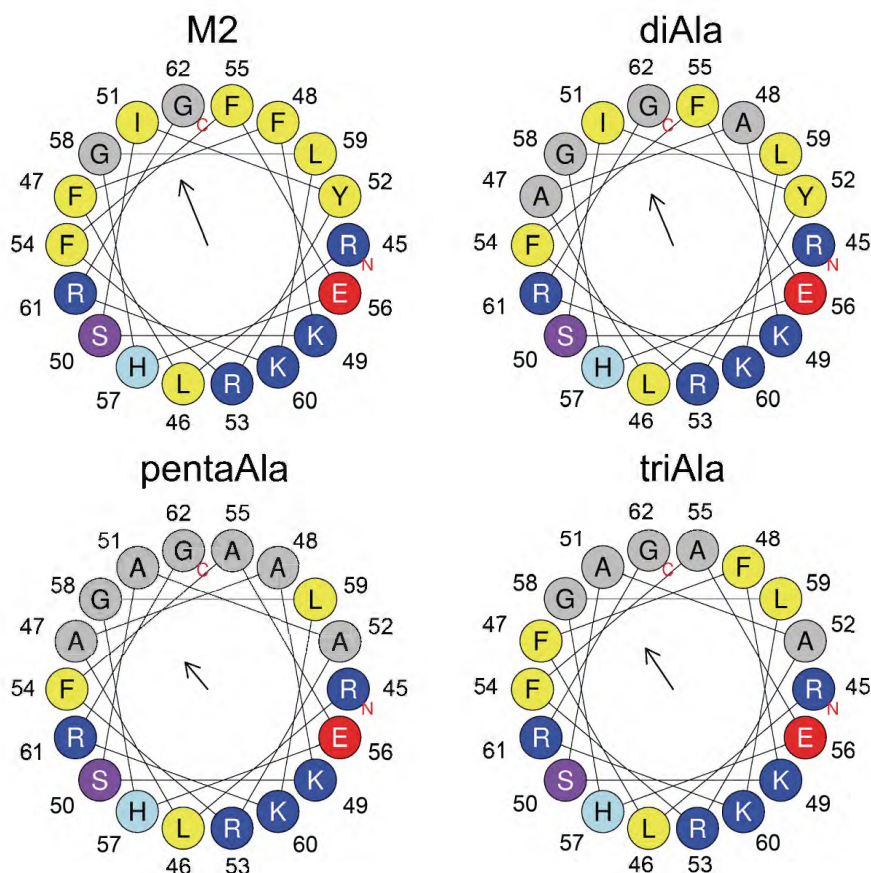 M2
62 55
51 G F 48
I C F
58 G L 59
47 F Y 52
54 F R 45
N
61 R E 56
50 S K 49
57 H K 60
L R
46 53
diAla
62 55
51 G F 48
I C A
58 G L 59
47 A Y 52
54 F R 45
N
61 R E 56
50 S K 49
57 H K 60
L R
46 53
pentaAla
62 55
51 G A 48
A C A
58 G L 59
47 A A 52
54 F R 45
N
61 R E 56
50 S K 49
57 H K 60
L R
46 53
triAla
62 55
51 G A 48
A C F
58 G L 59
47 F A 52
54 F R 45
N
61 R E 56
50 S K 49
57 H K 60
L R
46 53